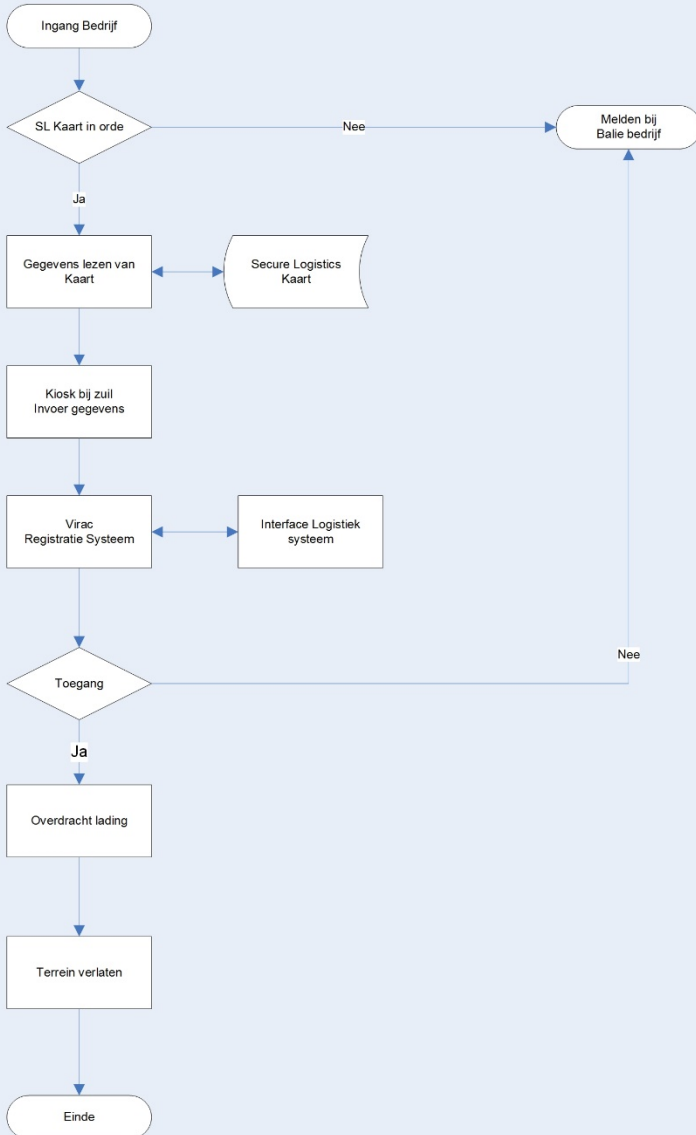 Ingang Bedrijf
SL Kaart in orde
Nee
Melden bij
Balie bedrijf
Ja
Gegevens lezen van
Kaart
Secure Logistics
Kaart
Kiosk bij zuil
Invoer gegevens
Virac
Registratie Systeem
Interface Logistiek
systeem
Nee
Toegang
Ja
Overdracht lading
Terrein verlaten
Einde